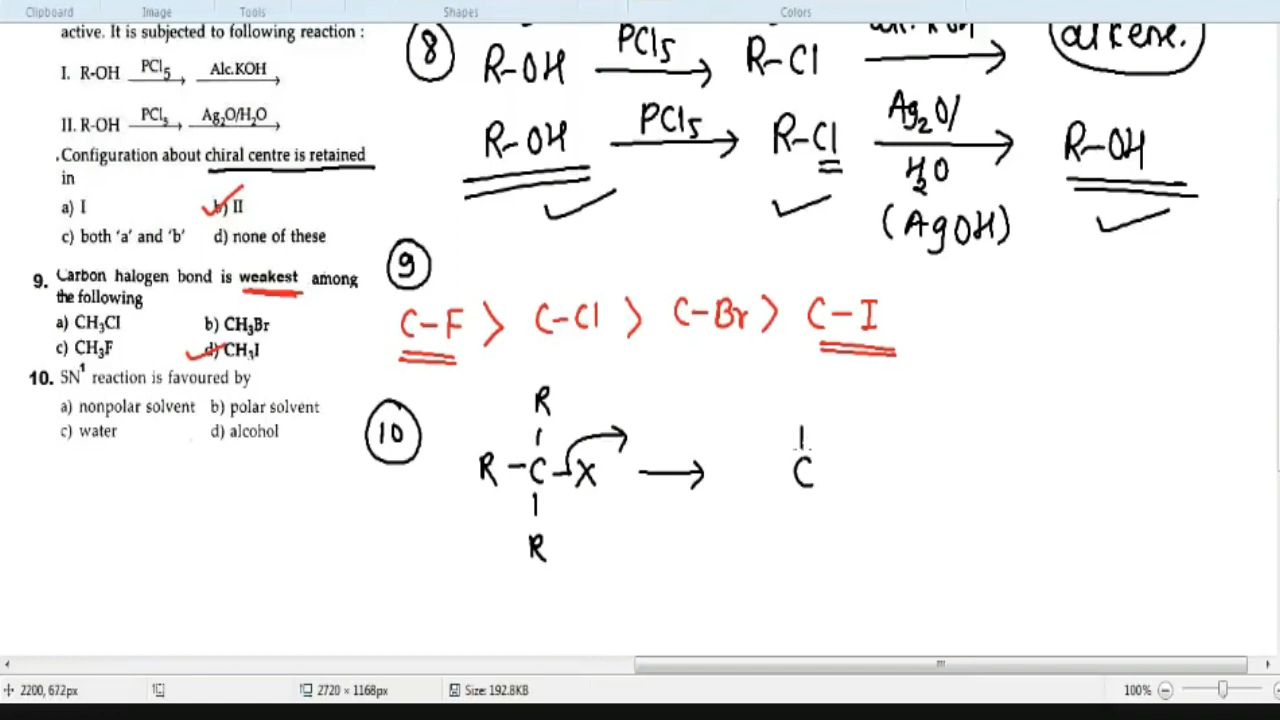 Clipboard Image Tools Shapes Colors
active. It is subjected to following reaction :
I. R-OH PCl5 Alc.KOH
II. R-OH PCl5 Ag2O/H2O
Configuration about chiral centre is retained
in
a) I b) II
c) both 'a' and 'b' d) none of these
9. Carbon halogen bond is weakest among
the following
a) CH3Cl b) CH3Br
c) CH3F d) CH3I
10. SN1 reaction is favoured by
a) nonpolar solvent b) polar solvent
c) water d) alcohol
8 R-OH PCl5 R-Cl alkene.
R-OH PCl5 R-Cl Ag2O/ H2O (AgOH) R-OH
9
C-F > C-Cl > C-Br > C-I
10
R
R-C-X C
R
2200, 672px 2720 × 1168px Size: 192.8KB 100%